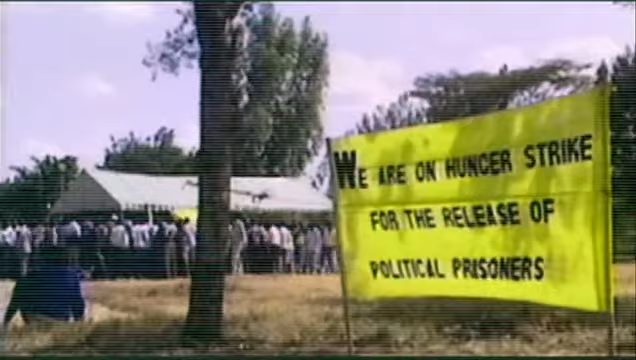 WE ARE ON HUNGER STRIKE
FOR THE RELEASE OF
POLITICAL PRISONERS